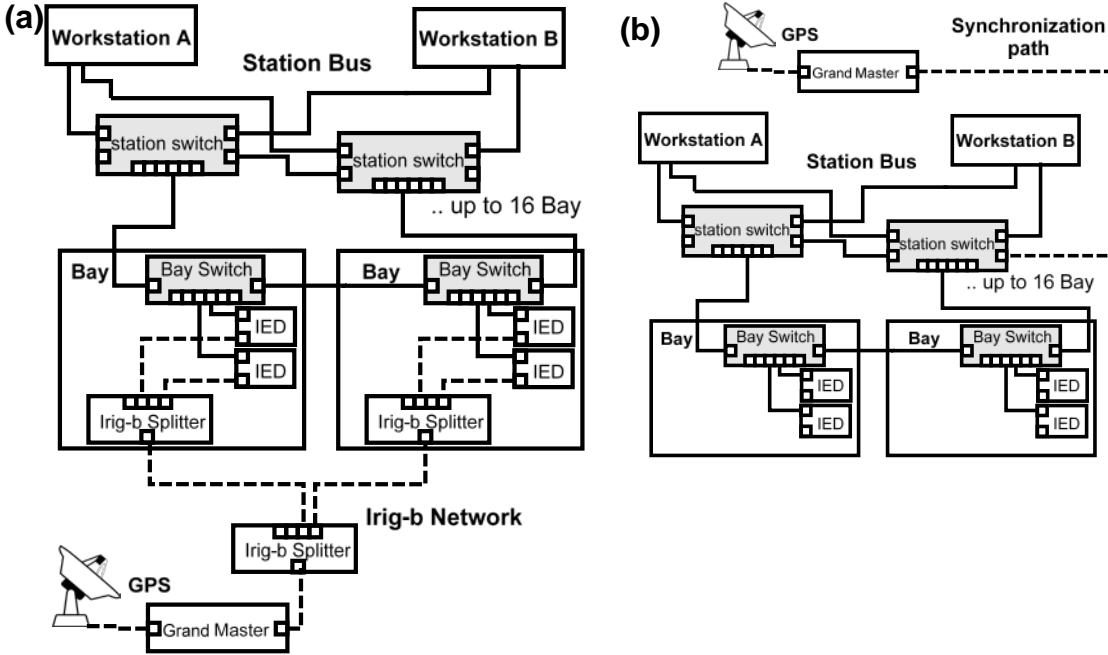 (a)
Workstation A
Workstation B
Station Bus
station switch
station switch
.. up to 16 Bay
Bay
Bay Switch
IED
IED
Irig-b Splitter
Bay
Bay Switch
IED
IED
Irig-b Splitter
Irig-b Network
Irig-b Splitter
GPS
Grand Master
(b)
GPS
Grand Master
Synchronization
path
Workstation A
Workstation B
Station Bus
station switch
station switch
.. up to 16 Bay
Bay
Bay Switch
IED
IED
Bay
Bay Switch
IED
IED